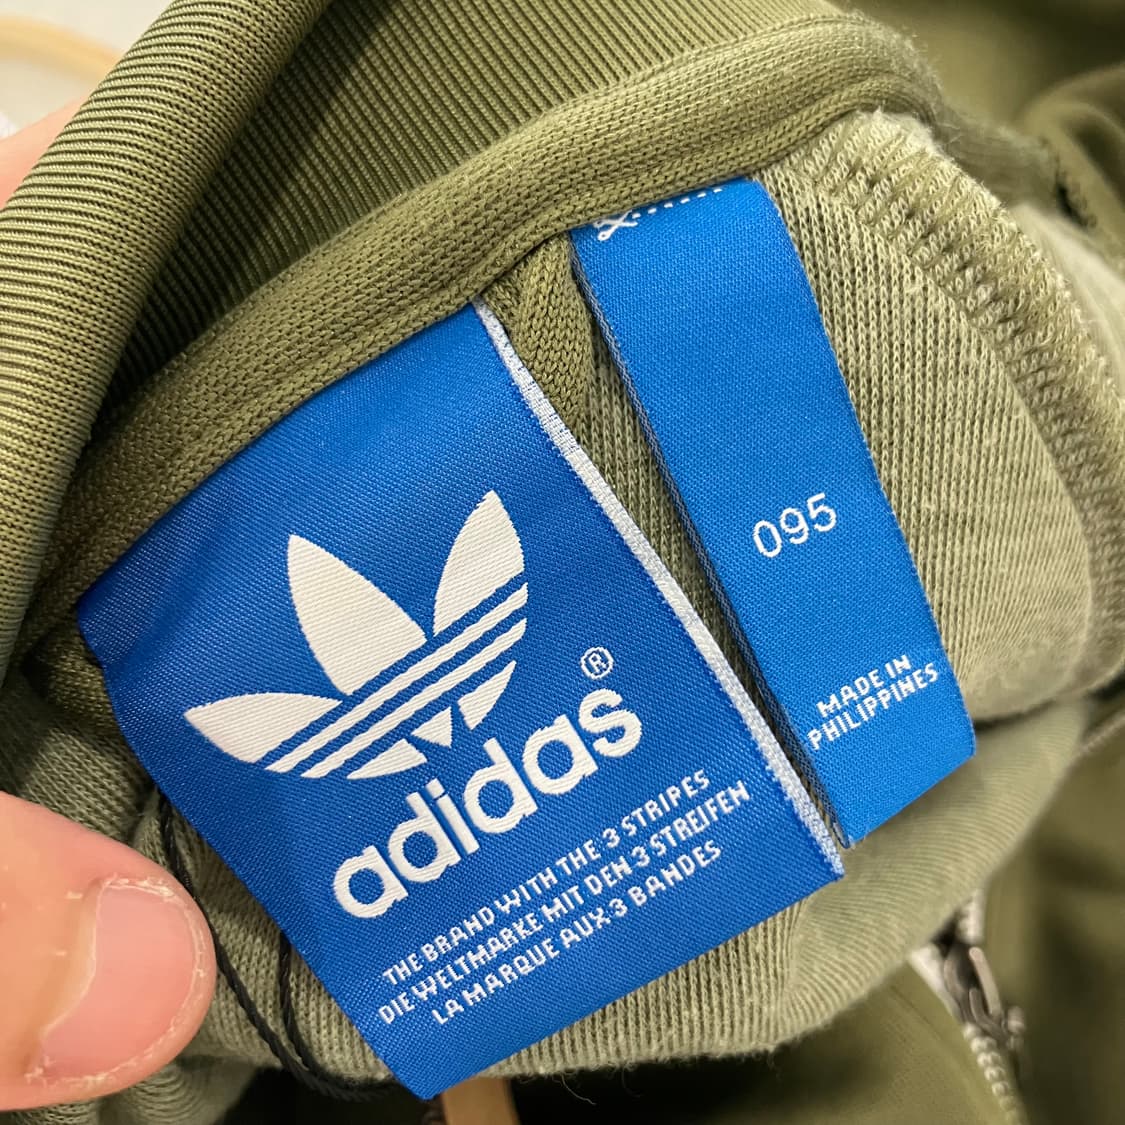 adidas®
THE BRAND WITH THE 3 STRIPES
DIE WELTMARKE MIT DEN 3 STREIFEN
LA MARQUE AUX 3 BANDES
095
MADE IN
PHILIPPINES